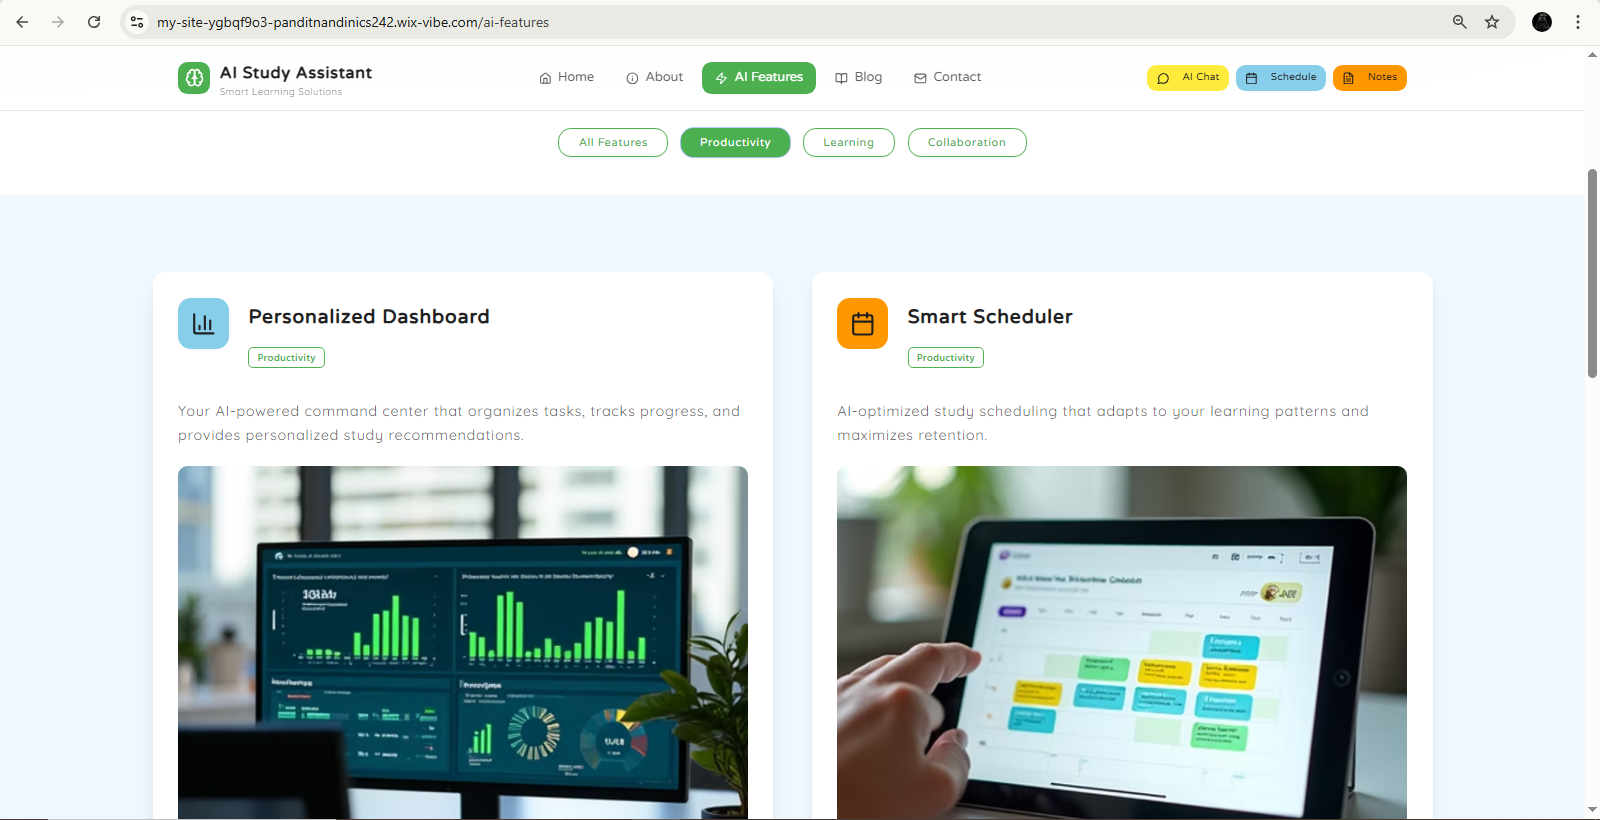 my-site-ygbqf9o3-panditnandinics242.wix-vibe.com/ai-features
AI Study Assistant
Smart Learning Solutions
Home
About
AI Features
Blog
Contact
AI Chat
Schedule
Notes
All Features
Productivity
Learning
Collaboration
Personalized Dashboard
Productivity
Your AI-powered command center that organizes tasks, tracks progress, and
provides personalized study recommendations.
Smart Scheduler
Productivity
AI-optimized study scheduling that adapts to your learning patterns and
maximizes retention.